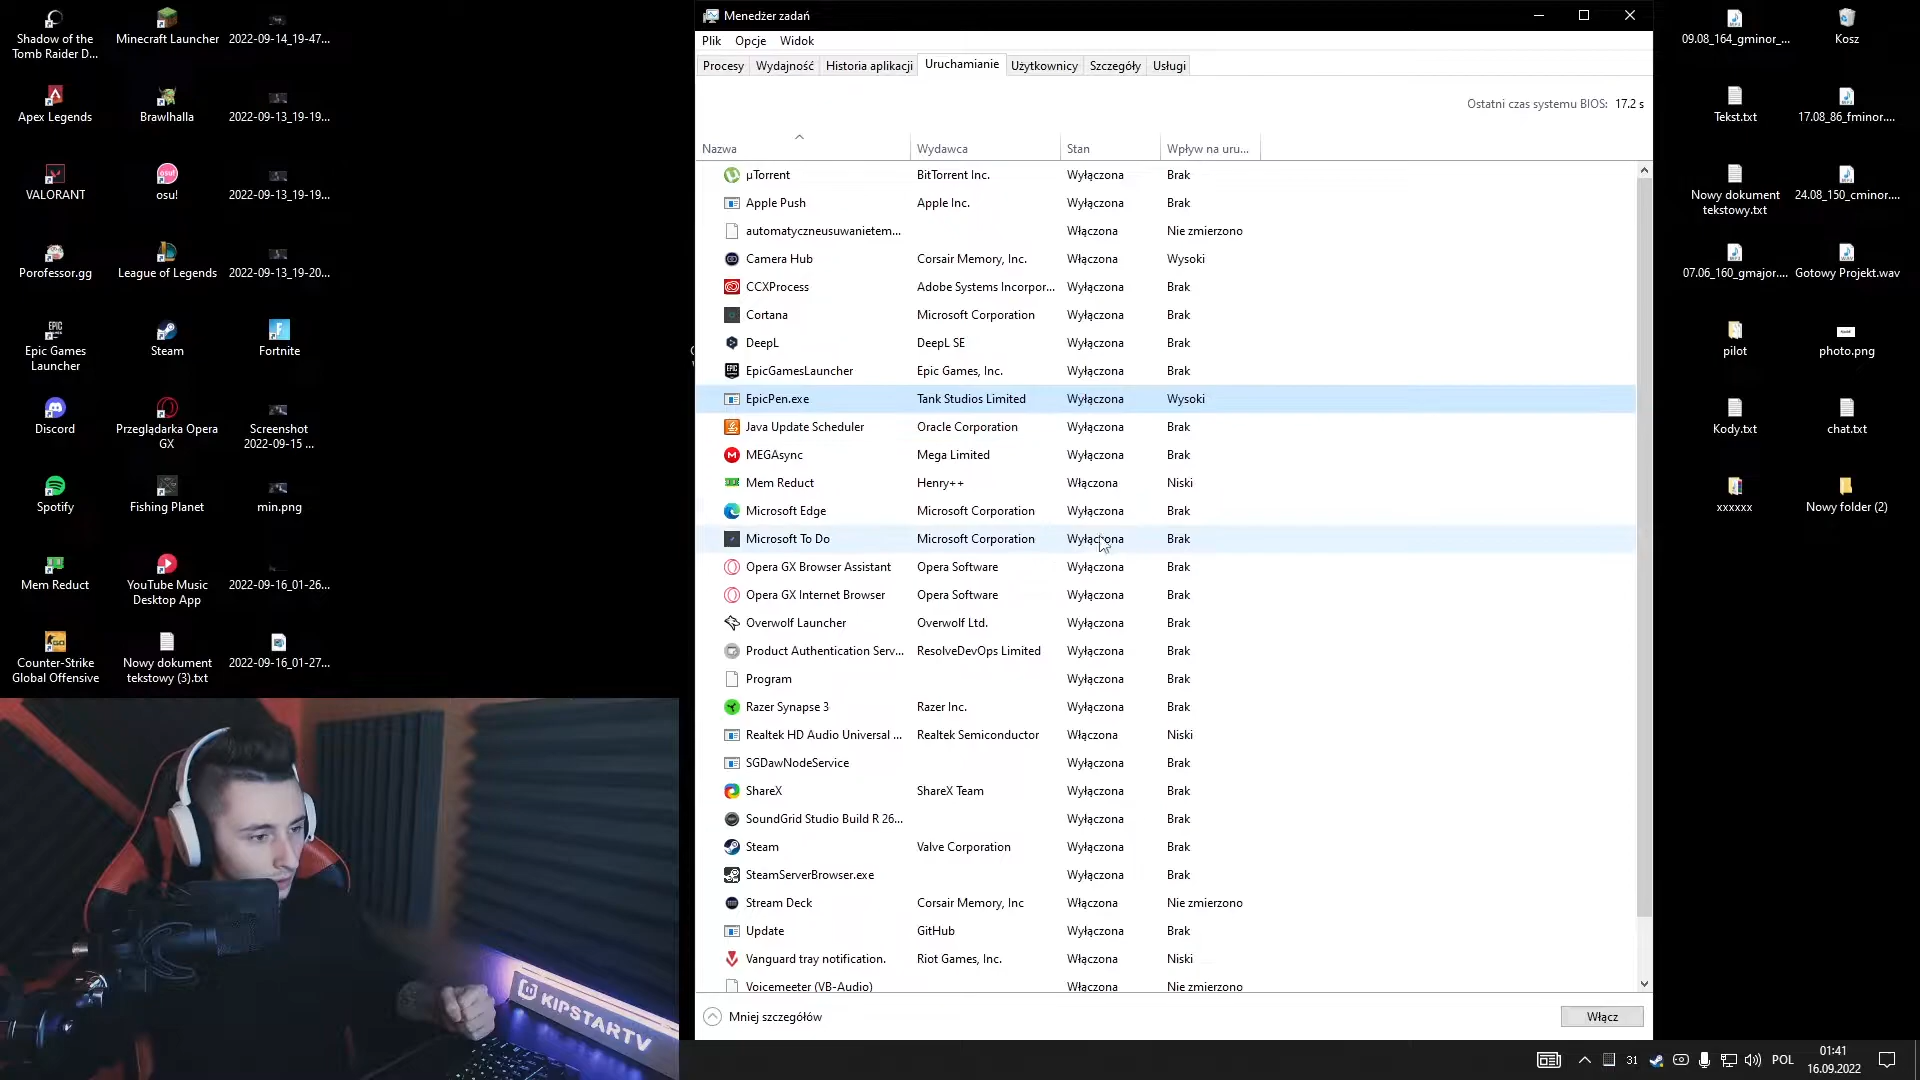 Shadow of the
Tomb Raider D...
Minecraft Launcher
2022-09-14_19-47...
Apex Legends
Brawlhalla
2022-09-13_19-19...
VALORANT
osu!
2022-09-13_19-19...
Porofessor.gg
League of Legends
2022-09-13_19-20...
EPIC
GAMES
Epic Games
Launcher
Steam
Fortnite
Discord
Przeglądarka Opera
GX
Screenshot
2022-09-15 ...
Spotify
Fishing Planet
min.png
Mem Reduct
YouTube Music
Desktop App
2022-09-16_01-26...
Counter-Strike
Global Offensive
Nowy dokument
tekstowy (3).txt
2022-09-16_01-27...
KIPSTARTV
Menedżer zadań
Plik Opcje Widok
Procesy Wydajność Historia aplikacji Uruchamianie Użytkownicy Szczegóły Usługi
Ostatni czas systemu BIOS: 17.2 s
Nazwa Wydawca Stan Wpływ na uru...
µTorrent BitTorrent Inc. Wyłączona Brak
Apple Push Apple Inc. Wyłączona Brak
automatyczneusuwanietem... Włączona Nie zmierzono
Camera Hub Corsair Memory, Inc. Włączona Wysoki
CCXProcess Adobe Systems Incorpor... Wyłączona Brak
Cortana Microsoft Corporation Wyłączona Brak
DeepL DeepL SE Wyłączona Brak
EpicGamesLauncher Epic Games, Inc. Wyłączona Brak
EpicPen.exe Tank Studios Limited Wyłączona Wysoki
Java Update Scheduler Oracle Corporation Wyłączona Brak
MEGAsync Mega Limited Wyłączona Brak
Mem Reduct Henry++ Włączona Niski
Microsoft Edge Microsoft Corporation Wyłączona Brak
Microsoft To Do Microsoft Corporation Wyłączona Brak
Opera GX Browser Assistant Opera Software Wyłączona Brak
Opera GX Internet Browser Opera Software Wyłączona Brak
Overwolf Launcher Overwolf Ltd. Wyłączona Brak
Product Authentication Serv... ResolveDevOps Limited Wyłączona Brak
Program Wyłączona Brak
Razer Synapse 3 Razer Inc. Wyłączona Brak
Realtek HD Audio Universal ... Realtek Semiconductor Włączona Niski
SGDawNodeService Wyłączona Brak
ShareX ShareX Team Wyłączona Brak
SoundGrid Studio Build R 26... Wyłączona Brak
Steam Valve Corporation Wyłączona Brak
SteamServerBrowser.exe Wyłączona Brak
Stream Deck Corsair Memory, Inc Włączona Nie zmierzono
Update GitHub Wyłączona Brak
Vanguard tray notification. Riot Games, Inc. Włączona Niski
Voicemeeter (VB-Audio) Włączona Nie zmierzono
Mniej szczegółów
Włącz
09.08_164_gminor_...
Kosz
Tekst.txt
17.08_86_fminor....
Nowy dokument
tekstowy.txt
24.08_150_cminor....
07.06_160_gmajor....
Gotowy Projekt.wav
pilot
photo.png
Kody.txt
chat.txt
xxxxxx
Nowy folder (2)
31
POL
01:41
16.09.2022